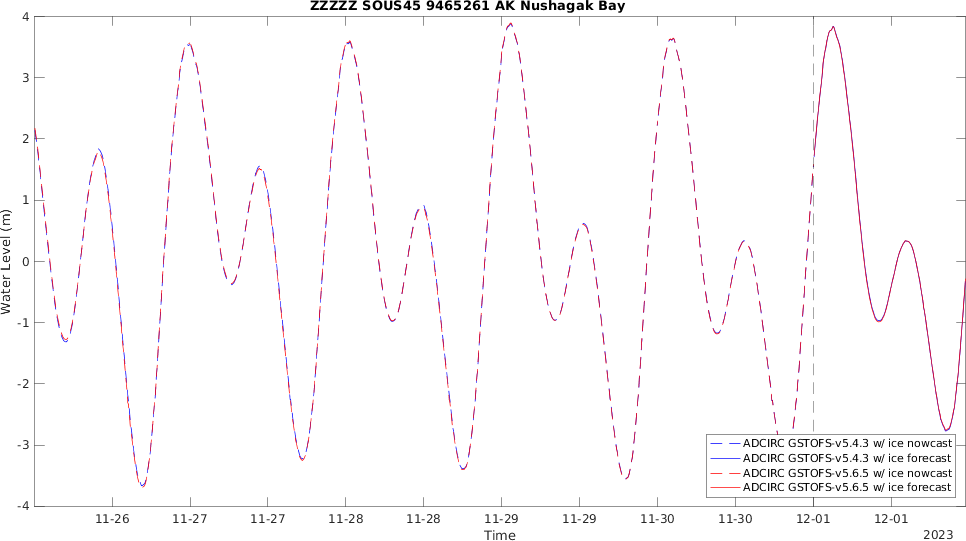 ZZZZZ SOUS45 9465261 AK Nushagak Bay
Water Level (m)
4
3
2
1
0
-1
-2
-3
-4
ADCIRC GSTOFS-v5.4.3 w/ ice nowcast
ADCIRC GSTOFS-v5.4.3 w/ ice forecast
ADCIRC GSTOFS-v5.6.5 w/ ice nowcast
ADCIRC GSTOFS-v5.6.5 w/ ice forecast
11-26 11-27 11-27 11-28 11-28 11-29 11-29 11-30 11-30 12-01 12-01
Time
2023